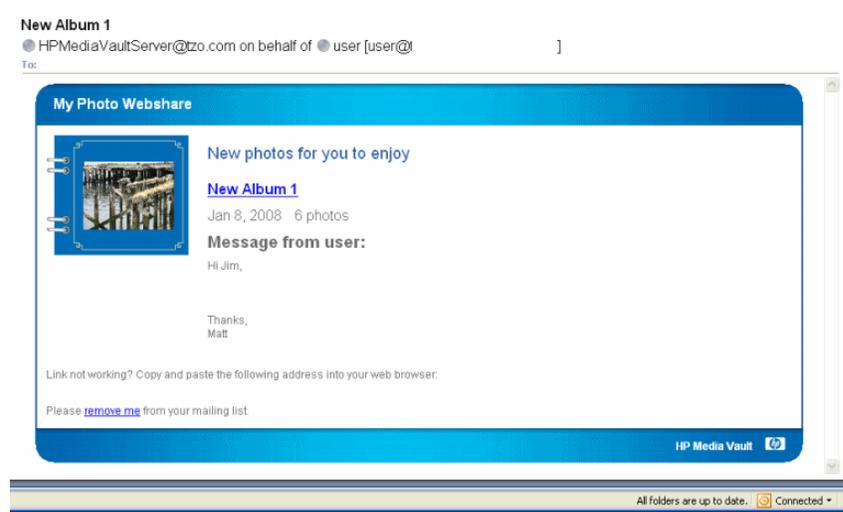 New Album 1
HPMediaVaultServer@tzo.com on behalf of user [user@ ]
To:
My Photo Webshare
New photos for you to enjoy
New Album 1
Jan 8, 2008 6 photos
Message from user:
Hi Jim,
Thanks,
Matt
Link not working? Copy and paste the following address into your web browser:
Please remove me from your mailing list.
HP Media Vault hp
All folders are up to date. Connected